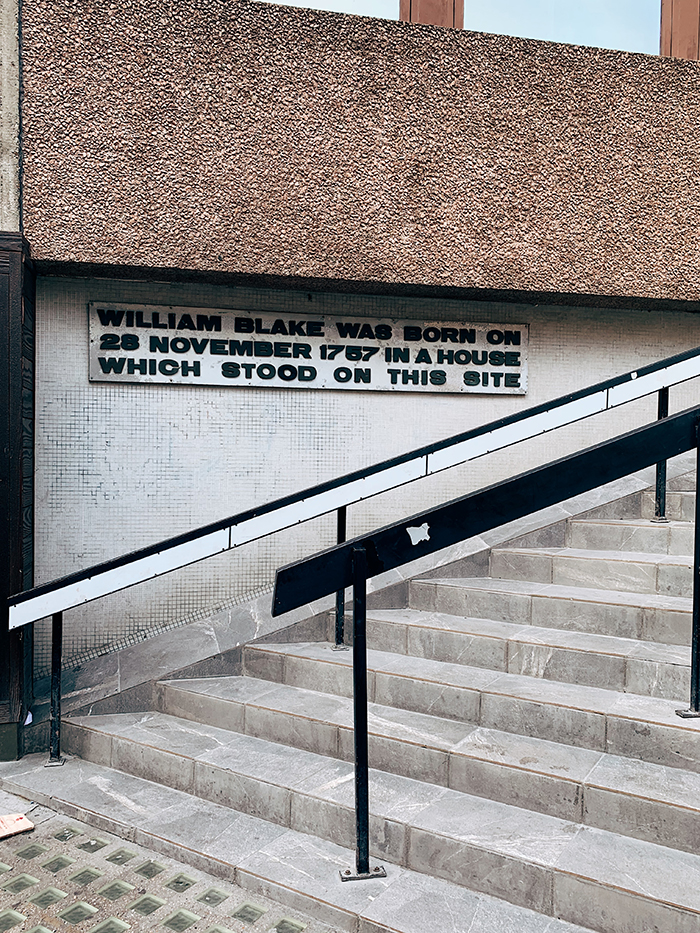 WILLIAM BLAKE WAS BORN ON
28 NOVEMBER 1757 IN A HOUSE
WHICH STOOD ON THIS SITE